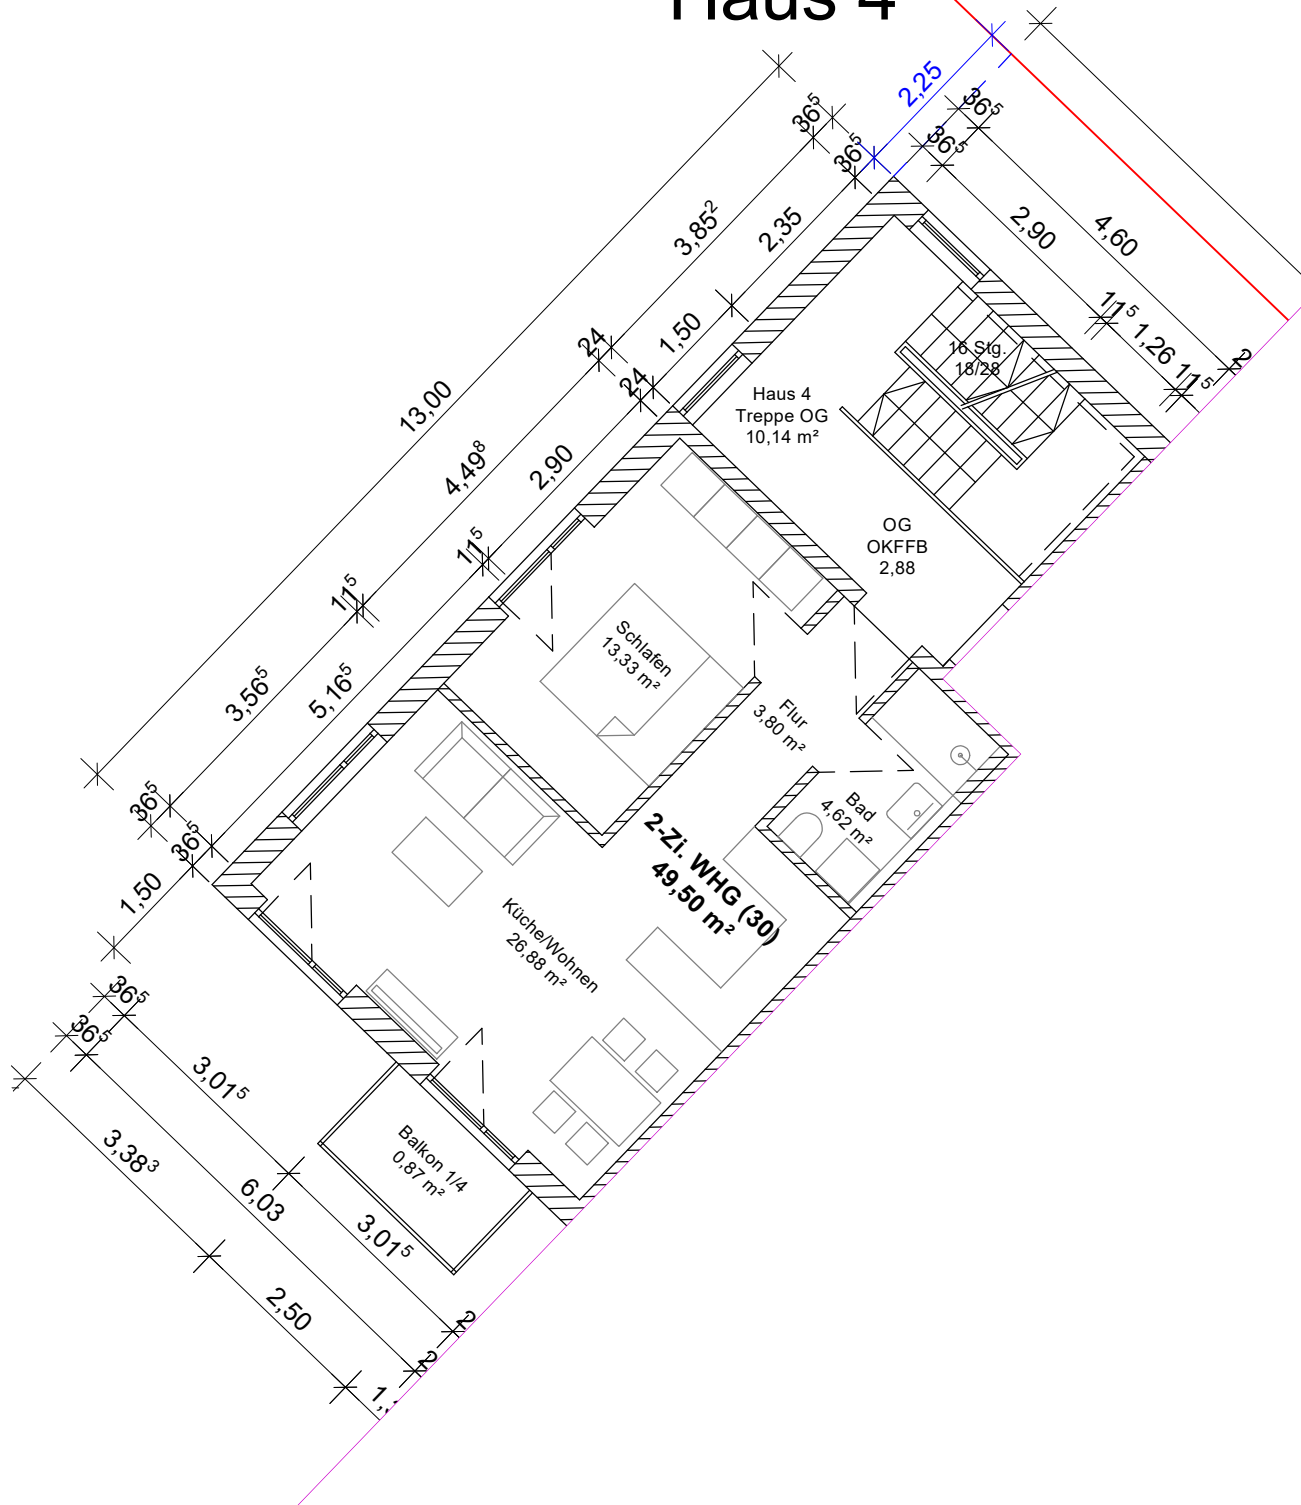 Haus 4
2,25
36⁵
36⁵
36⁵
36⁵
3,85²
2,35
2,90
4,60
11⁵
1,26
11⁵
2
24
24
1,50
13,00
4,49⁸
2,90
16 Stg.
18/28
Haus 4
Treppe OG
10,14 m²
OG
OKFFB
2,88
11⁵
11⁵
3,56⁵
5,16⁵
Schlafen
13,33 m²
Flur
3,80 m²
Bad
4,62 m²
2-Zi. WHG (30)
49,50 m²
36⁵
36⁵
1,50
Küche/Wohnen
26,88 m²
36⁵
36⁵
3,01⁵
3,38³
6,03
3,01⁵
Balkon 1/4
0,87 m²
2,50
2
2